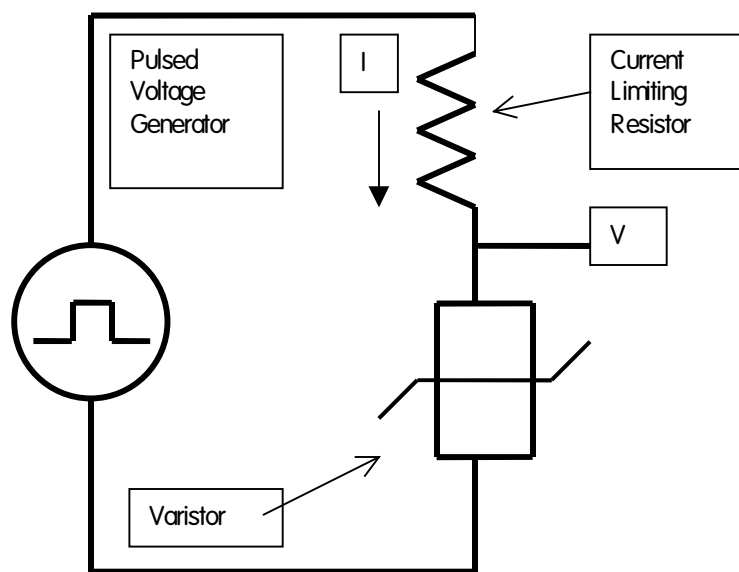 Pulsed
Voltage
Generator
I
Current
Limiting
Resistor
V
Varistor